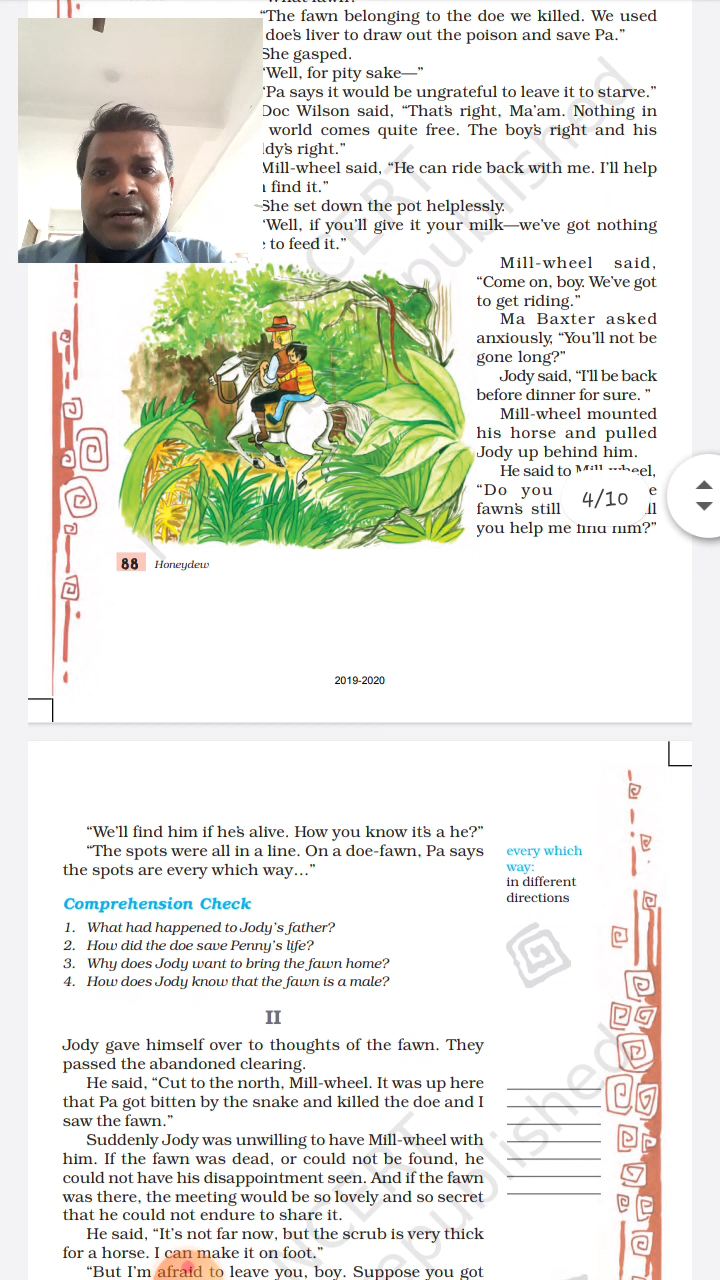 "The fawn belonging to the doe we killed. We used
doe's liver to draw out the poison and save Pa."
She gasped.
"Well, for pity sake—"
"Pa says it would be ungrateful to leave it to starve."
Doc Wilson said, "That's right, Ma'am. Nothing in
world comes quite free. The boy's right and his
dy's right."
Mill-wheel said, "He can ride back with me. I'll help
find it."
She set down the pot helplessly.
"Well, if you'll give it your milk—we've got nothing
to feed it."
Mill-wheel said,
"Come on, boy. We've got
to get riding."
Ma Baxter asked
anxiously, "You'll not be
gone long?"
Jody said, "I'll be back
before dinner for sure. "
Mill-wheel mounted
his horse and pulled
Jody up behind him.
He said to Mill-wheel,
"Do you e
fawn's still ll
you help me find him?"
4/10
88 Honeydew
2019-2020
"We'll find him if he's alive. How you know it's a he?"
"The spots were all in a line. On a doe-fawn, Pa says
the spots are every which way…"
every which
way:
in different
directions
Comprehension Check
1. What had happened to Jody's father?
2. How did the doe save Penny's life?
3. Why does Jody want to bring the fawn home?
4. How does Jody know that the fawn is a male?
II
Jody gave himself over to thoughts of the fawn. They
passed the abandoned clearing.
He said, "Cut to the north, Mill-wheel. It was up here
that Pa got bitten by the snake and killed the doe and I
saw the fawn."
Suddenly Jody was unwilling to have Mill-wheel with
him. If the fawn was dead, or could not be found, he
could not have his disappointment seen. And if the fawn
was there, the meeting would be so lovely and so secret
that he could not endure to share it.
He said, "It's not far now, but the scrub is very thick
for a horse. I can make it on foot."
"But I'm afraid to leave you, boy. Suppose you got